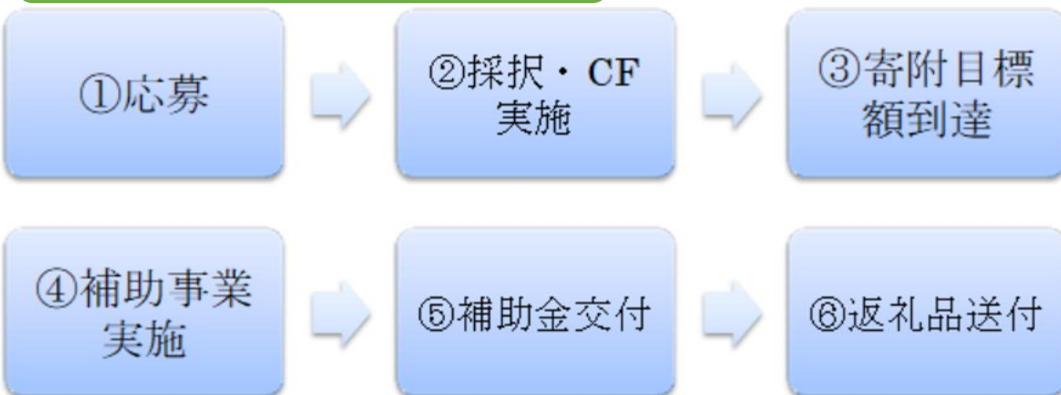 ①応募
②採択・CF
実施
③寄附目標
額到達
④補助事業
実施
⑤補助金交付
⑥返礼品送付